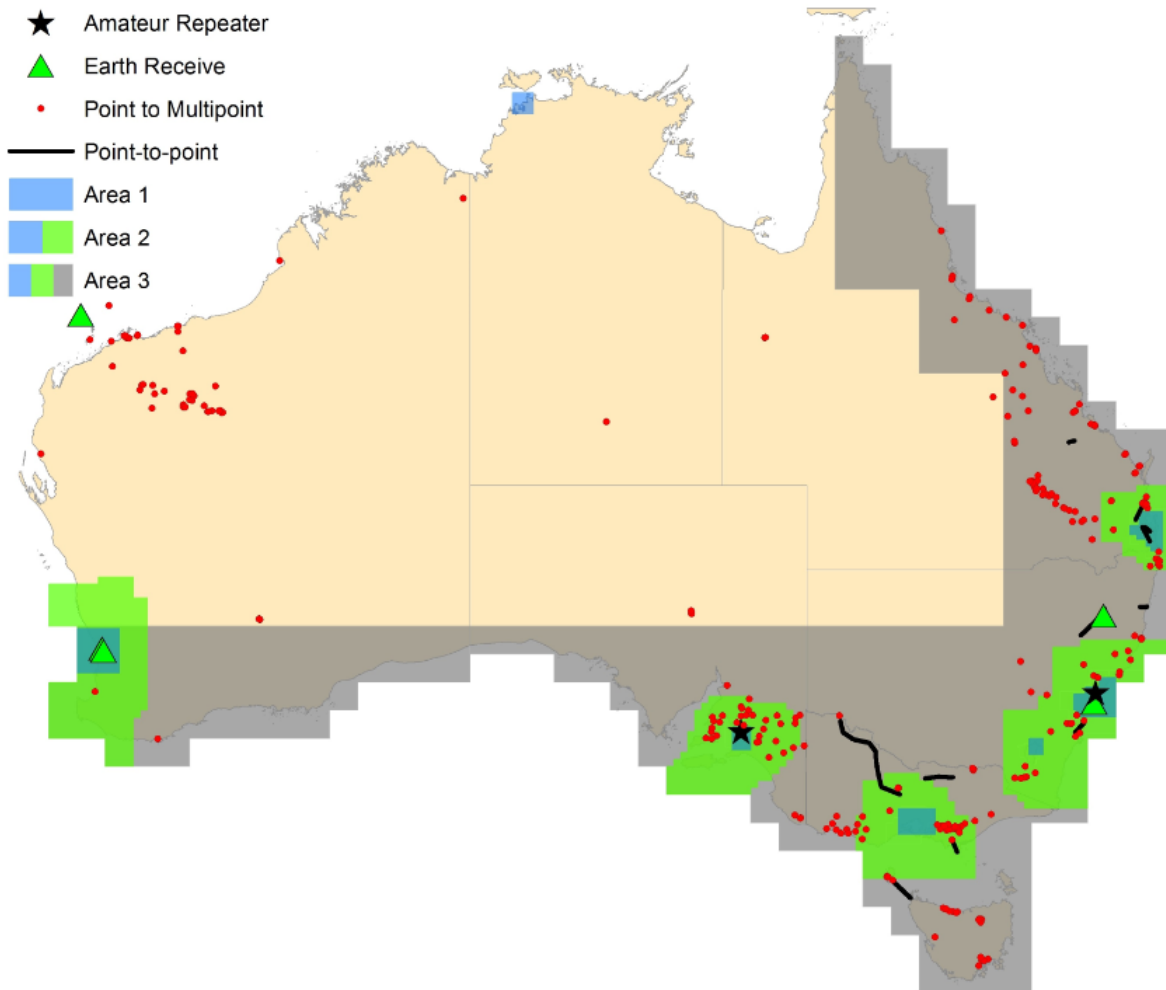 Amateur Repeater
Earth Receive
Point to Multipoint
Point-to-point
Area 1
Area 2
Area 3